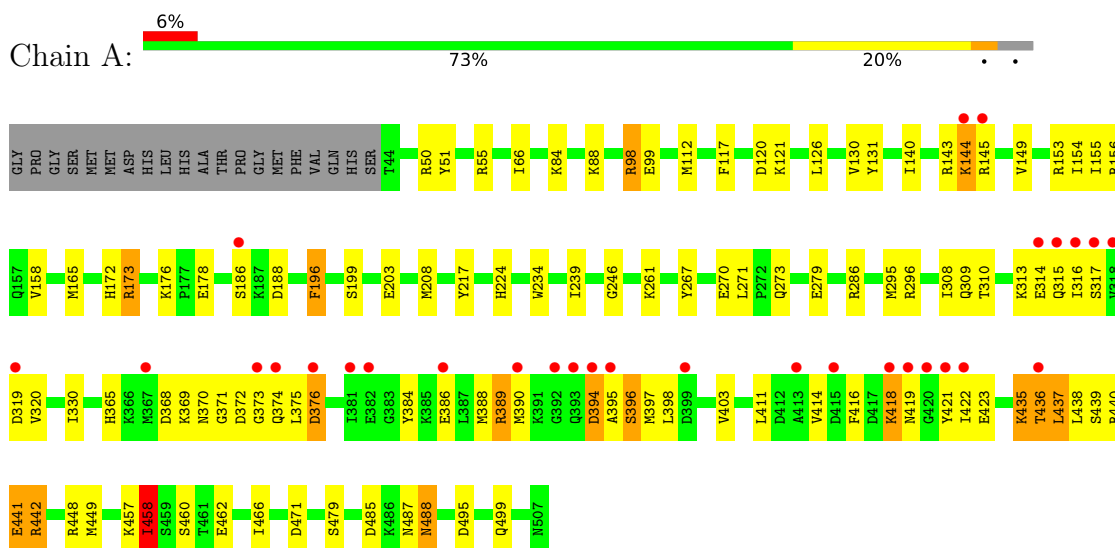 6%
Chain A:
73% 20% • •
GLY PRO GLY SER MET MET ASP HIS LEU HIS ALA THR PRO GLY MET PHE VAL GLN HIS SER T44 R50 Y51 R55 I66 K84 K88 R98 E99 M112 F117 D120 K121 L126 V130 Y131 I140 R143 K144 R145 V149 R153 I154 I155 R156
Q157 V158 M165 H172 R173 K176 P177 E178 S186 K187 D188 F196 S199 E203 M208 Y217 H224 W234 I239 G246 K261 Y267 E270 L271 P272 Q273 E279 R286 M295 R296 I308 Q309 T310 K313 E314 Q315 I316 S317 V318
D319 V320 I330 H365 K366 M367 D368 K369 N370 G371 D372 G373 Q374 L375 D376 I381 E382 G383 Y384 K385 E386 L387 M388 R389 M390 K391 G392 Q393 D394 A395 S396 M397 L398 D399 V403 L411 D412 A413 V414 D415 F416 D417 K418 N419 G420 Y421 I422 E423 K435 T436 L437 L438 S439 R440
E441 R442 R448 M449 K457 I458 S459 S460 T461 E462 I466 D471 S479 D485 K486 N487 N488 D495 Q499 N507